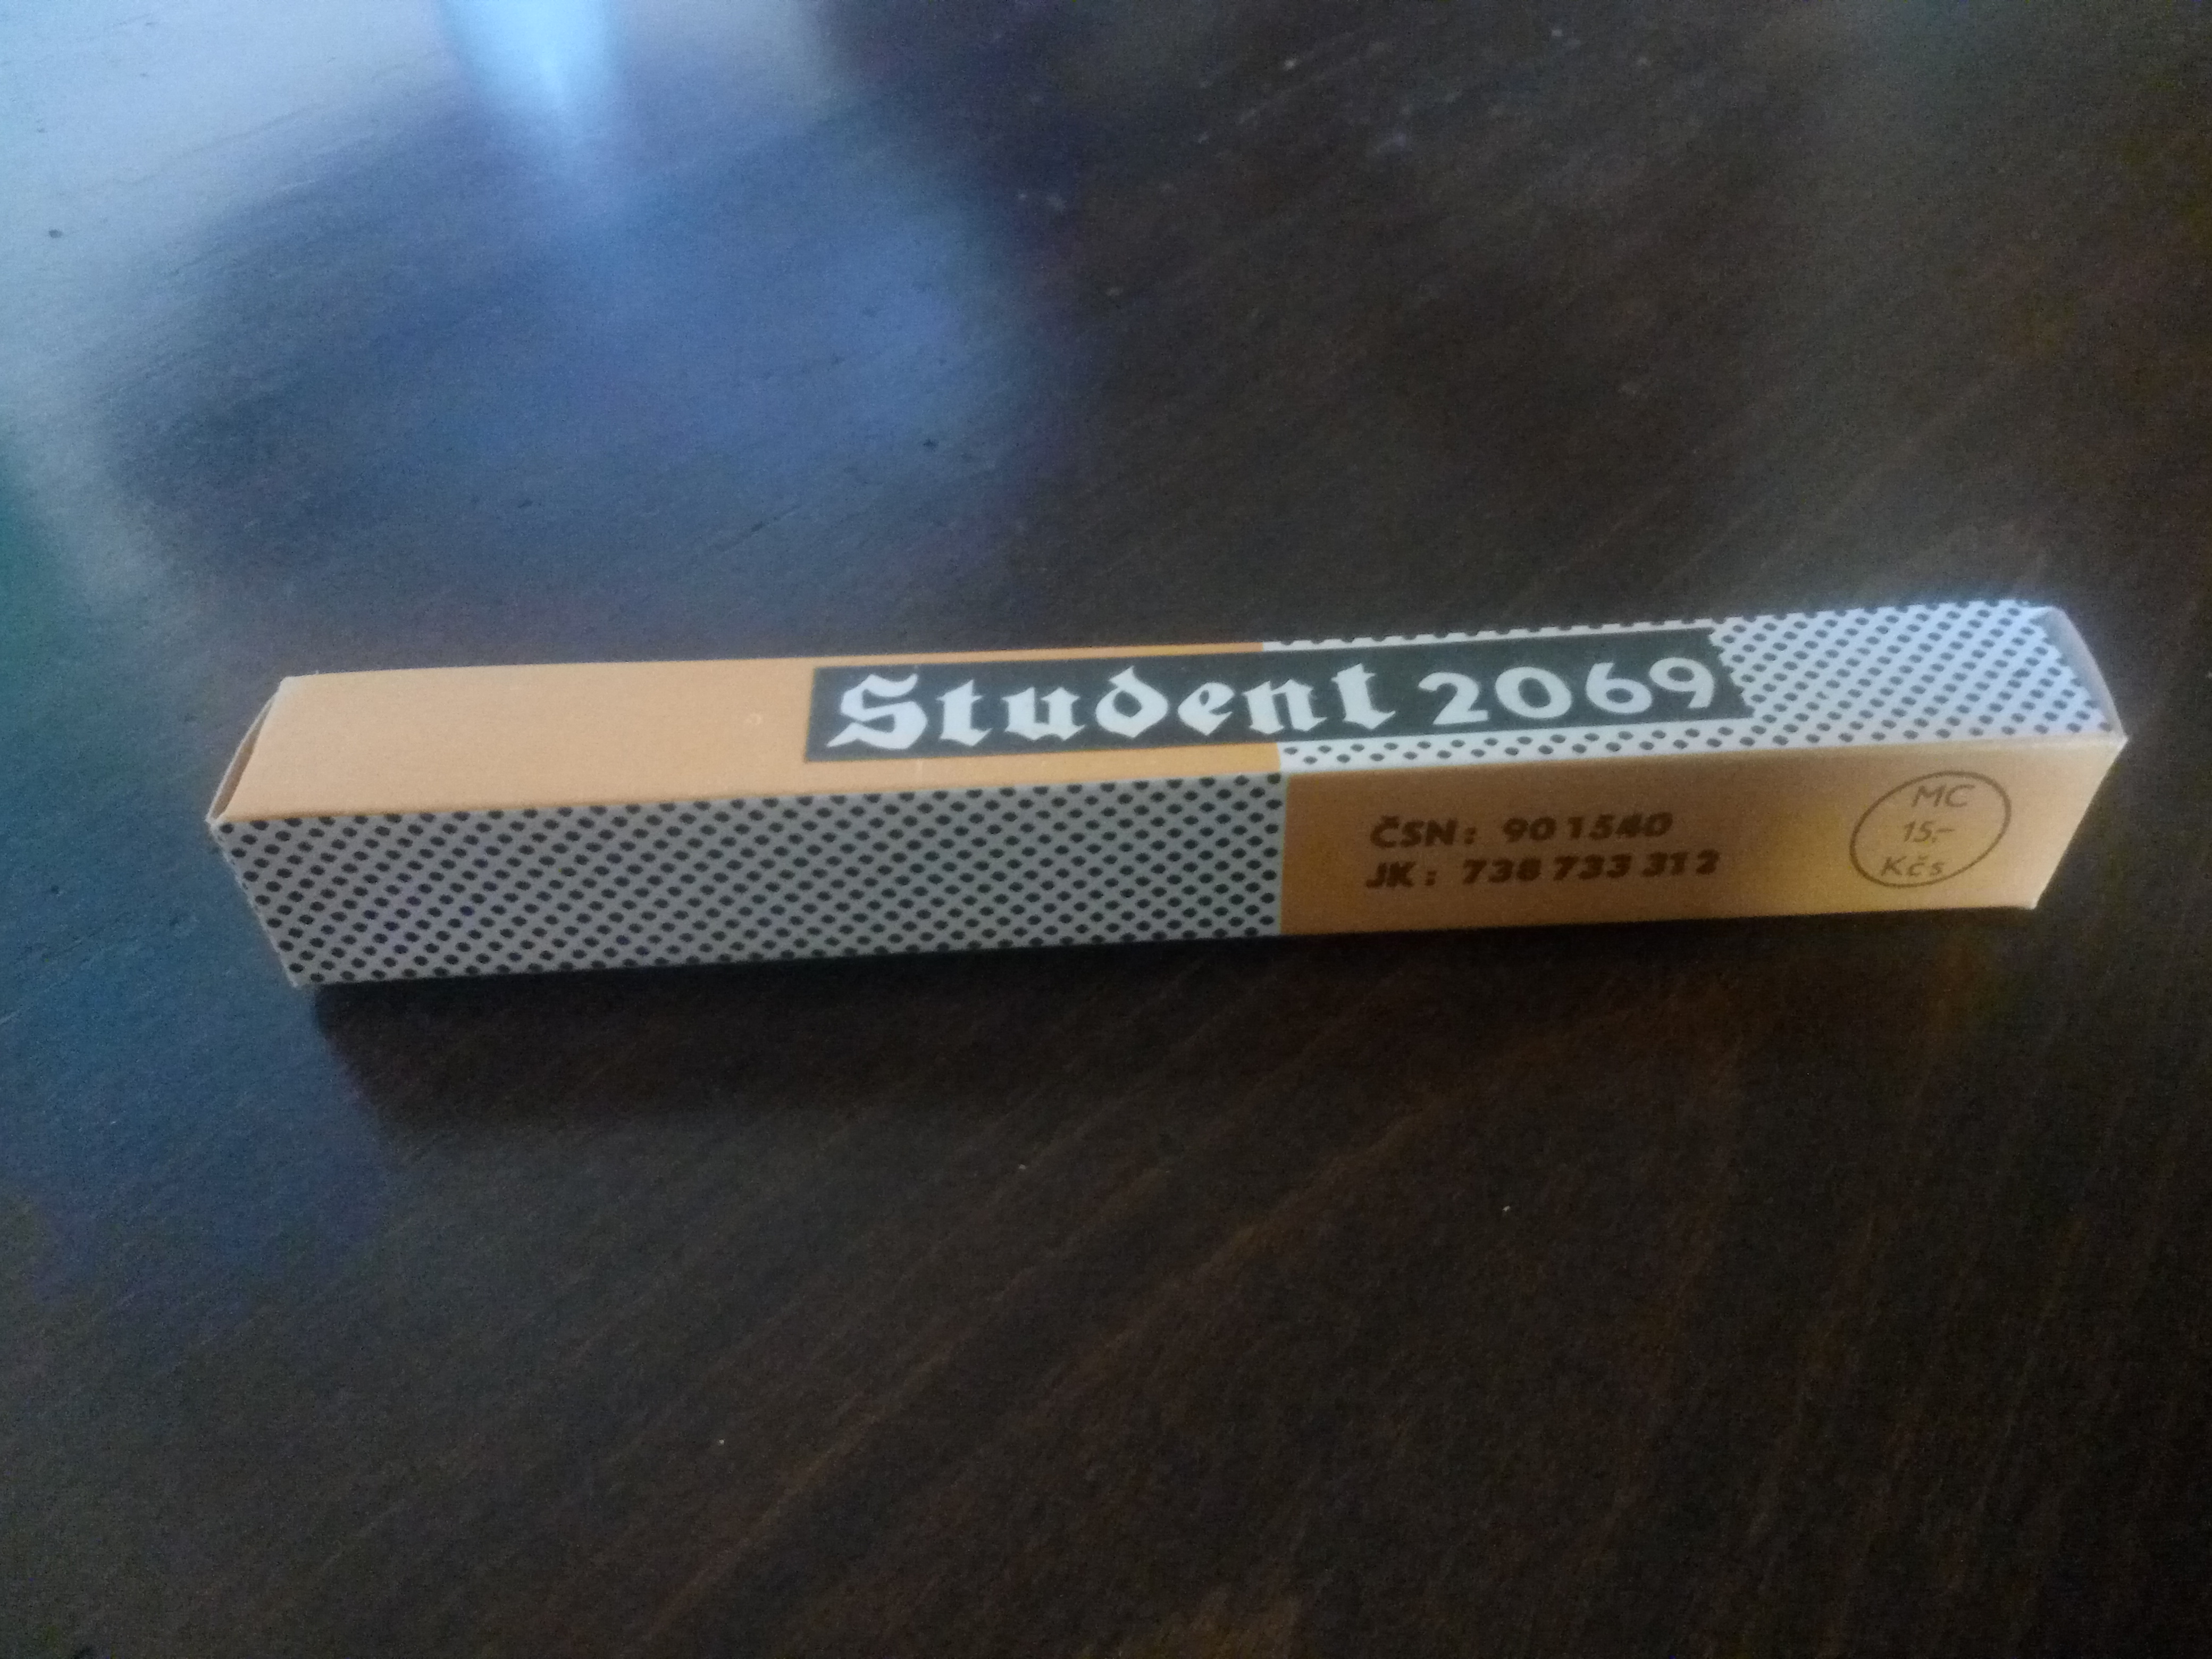 Student 2069
ČSN: 90 1540
JK: 738 733 312
MC
15,-
Kčs